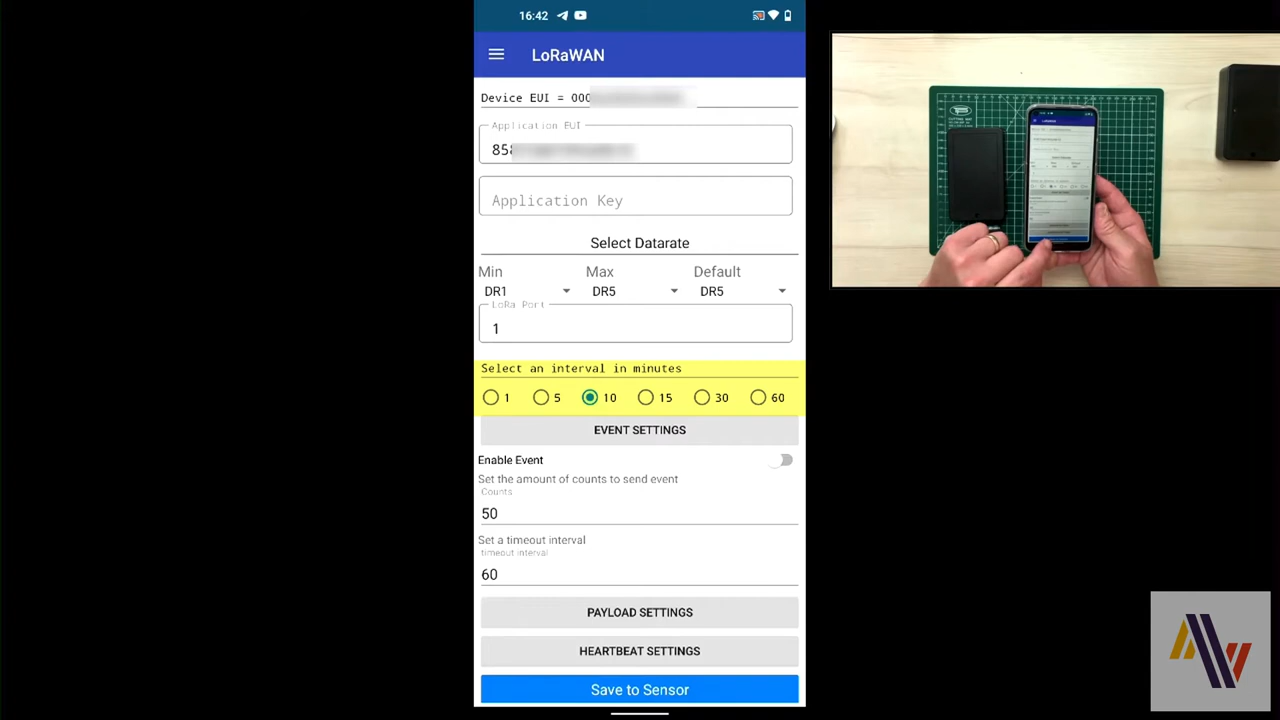 16:42
LoRaWAN
Device EUI = 000
Application EUI
858
Application Key
Select Datarate
Min Max Default
DR1 DR5 DR5
LoRa Port
1
Select an interval in minutes
1 5 10 15 30 60
EVENT SETTINGS
Enable Event
Set the amount of counts to send event
Counts
50
Set a timeout interval
timeout interval
60
PAYLOAD SETTINGS
HEARTBEAT SETTINGS
Save to Sensor
LoRaWAN